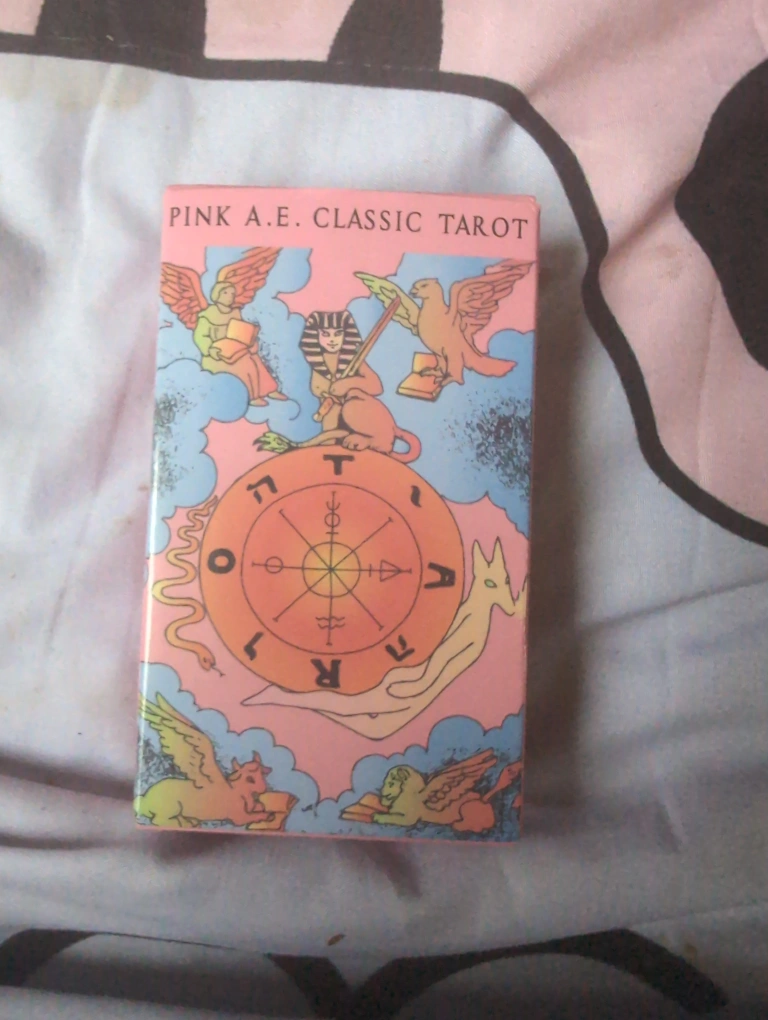 PINK A.E. CLASSIC TAROT
T
ה י
O A
ו ה
R